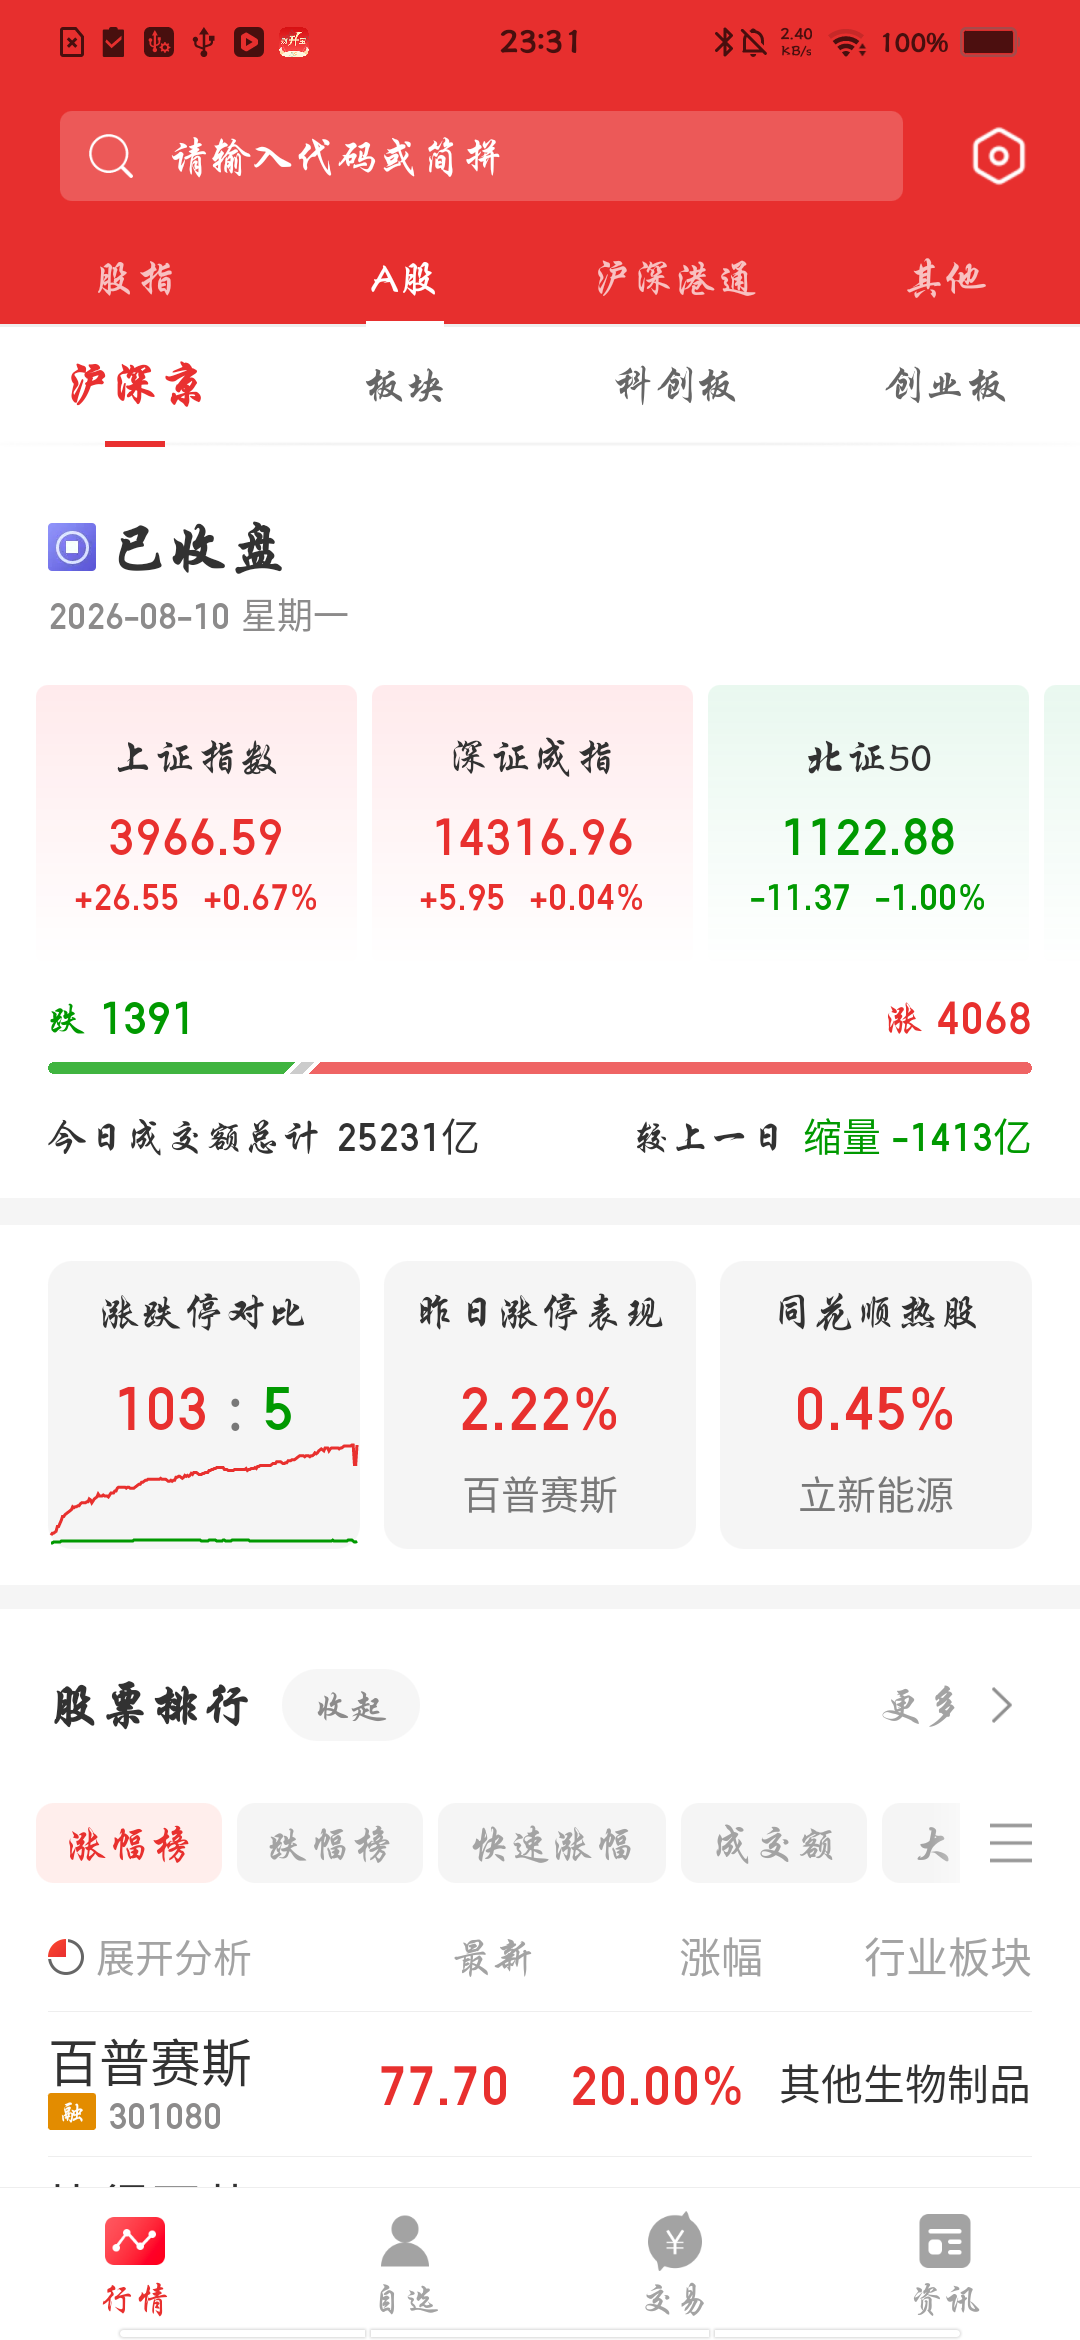 23:31
2.40 KB/s
100%
请输入代码或简拼
股指 A股 沪深港通 其他
沪深京 板块 科创板 创业板
已收盘
2026-08-10 星期一
上证指数 深证成指 北证50
3966.59 14316.96 1122.88
+26.55 +0.67% +5.95 +0.04% -11.37 -1.00%
跌 1391 涨 4068
今日成交额总计 25231亿 较上一日 缩量 -1413亿
涨跌停对比 昨日涨停表现 同花顺热股
103 : 5 2.22% 0.45%
百普赛斯 立新能源
股票排行 收起 更多
涨幅榜 跌幅榜 快速涨幅 成交额 大
展开分析 最新 涨幅 行业板块
百普赛斯 77.70 20.00% 其他生物制品
融 301080
行情 自选 交易 资讯